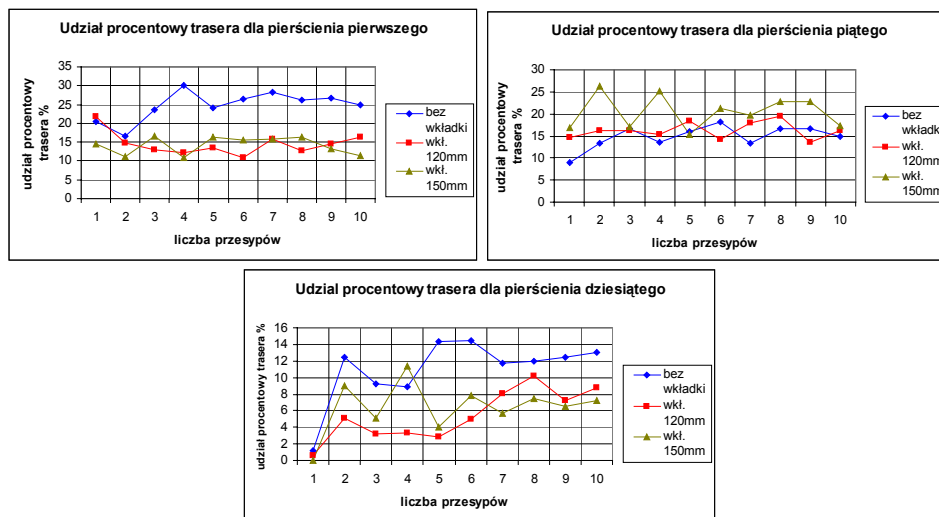 Udział procentowy trasera dla pierścienia pierwszego
udział procentowy
trasera %
35
30
25
20
15
10
5
0
1 2 3 4 5 6 7 8 9 10
liczba przesypów
bez
wkładki
wkł.
120mm
wkł.
150mm
Udział procentowy trasera dla pierścienia piątego
udział procentowy
trasera %
30
25
20
15
10
5
0
1 2 3 4 5 6 7 8 9 10
liczba przesypów
bez
wkładki
wkł.
120mm
wkł.
150mm
Udzial procentowy trasera dla pierścienia dziesiątego
udział procentowy trasera %
16
14
12
10
8
6
4
2
0
1 2 3 4 5 6 7 8 9 10
liczba przesypów
bez
wkładki
wkł.
120mm
wkł.
150mm